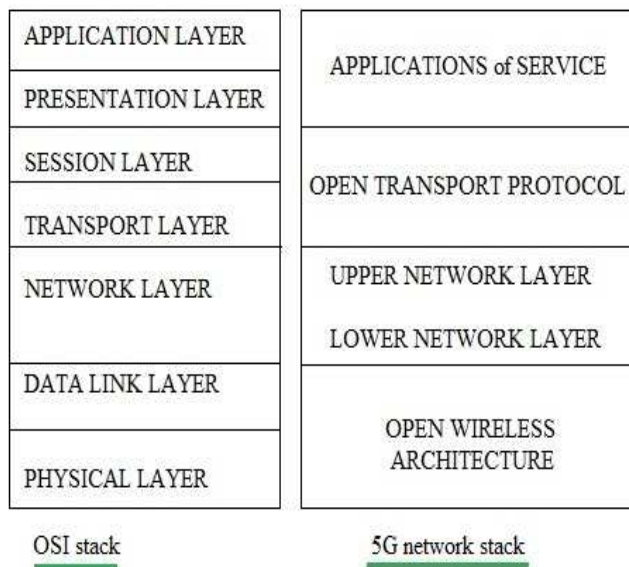 APPLICATION LAYER
PRESENTATION LAYER
SESSION LAYER
TRANSPORT LAYER
NETWORK LAYER
DATA LINK LAYER
PHYSICAL LAYER
OSI stack
APPLICATIONS of SERVICE
OPEN TRANSPORT PROTOCOL
UPPER NETWORK LAYER
LOWER NETWORK LAYER
OPEN WIRELESS
ARCHITECTURE
5G network stack